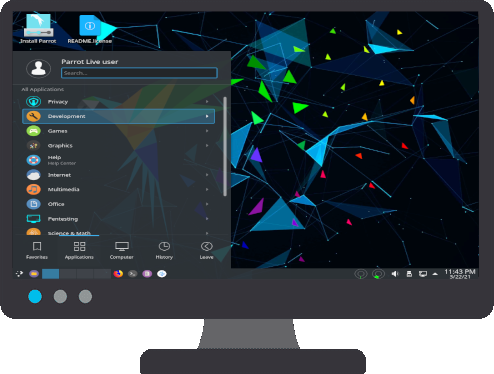 Install Parrot
README.license
Parrot Live user
Search...
All Applications
Privacy
Development
Games
Graphics
Help
Help Center
Internet
Multimedia
Office
Pentesting
Science & Math
Favorites
Applications
Computer
History
Leave
11:43 PM
9/22/21